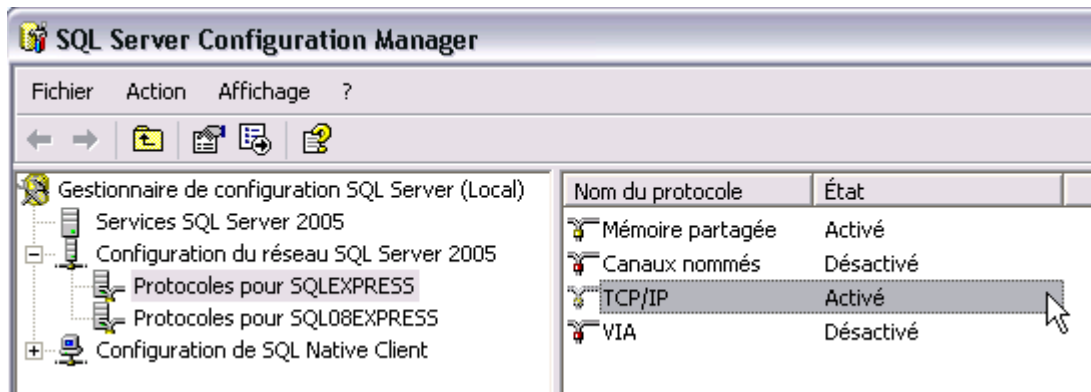 SQL Server Configuration Manager
Fichier Action Affichage ?
Gestionnaire de configuration SQL Server (Local)
Services SQL Server 2005
Configuration du réseau SQL Server 2005
Protocoles pour SQLEXPRESS
Protocoles pour SQL08EXPRESS
Configuration de SQL Native Client
Nom du protocole État
Mémoire partagée Activé
Canaux nommés Désactivé
TCP/IP Activé
VIA Désactivé